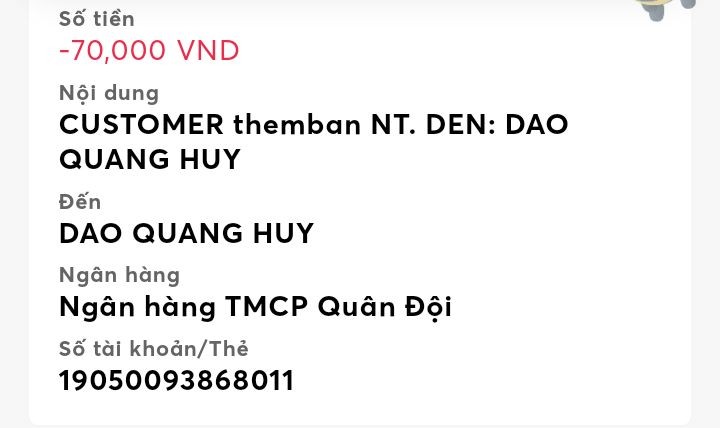 Số tiền
-70,000 VND
Nội dung
CUSTOMER themban NT. DEN: DAO
QUANG HUY
Đến
DAO QUANG HUY
Ngân hàng
Ngân hàng TMCP Quân Đội
Số tài khoản/Thẻ
19050093868011